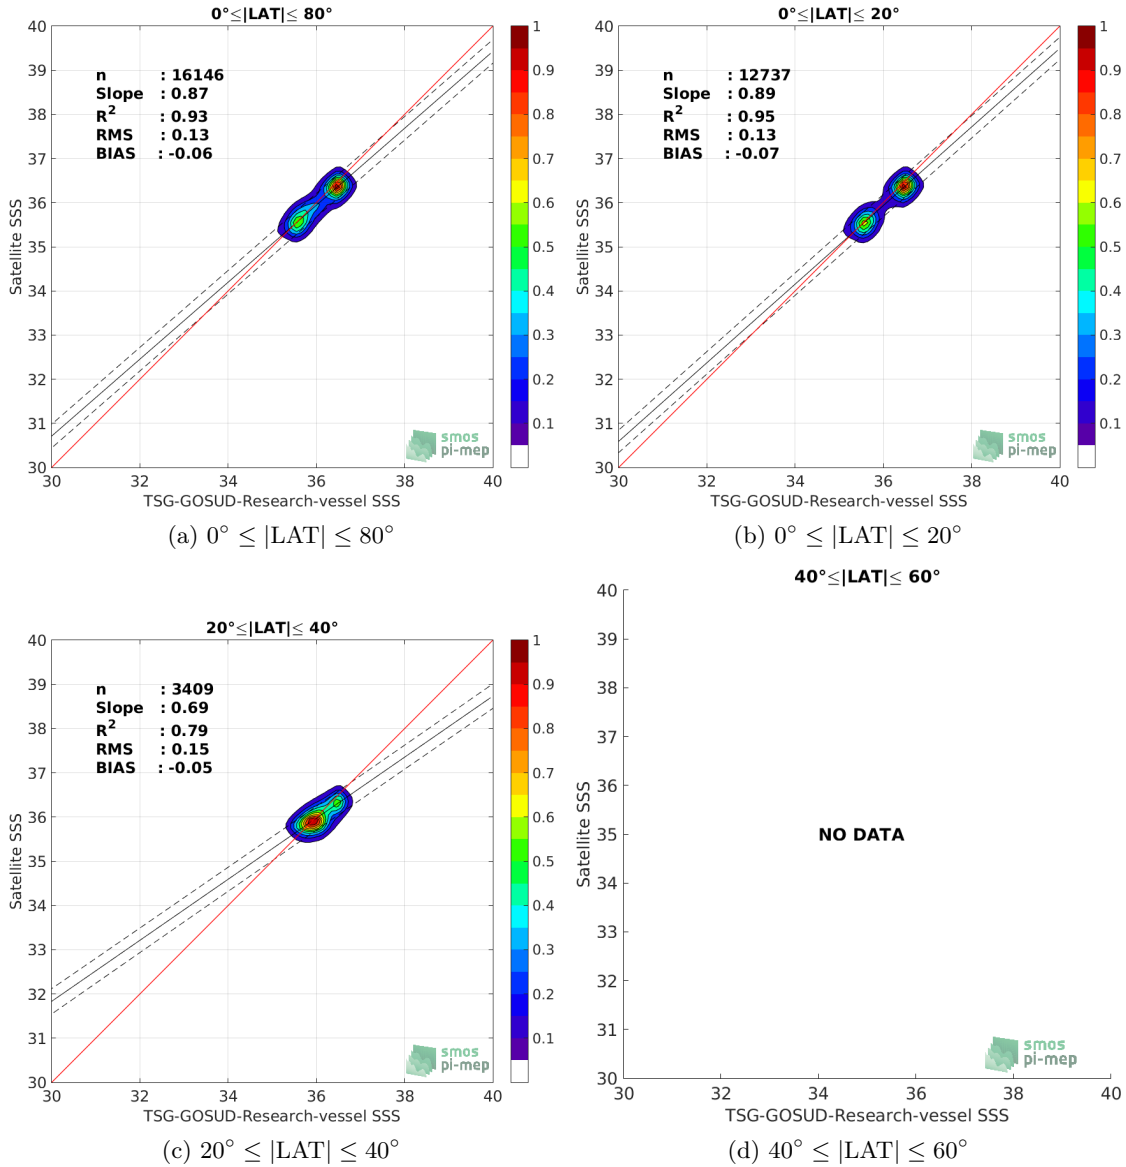 0°≤|LAT|≤ 80°
40
39
38
37
36
35
34
33
32
31
30
Satellite SSS
n : 16146
Slope : 0.87
R² : 0.93
RMS : 0.13
BIAS : -0.06
smos
pi-mep
30 32 34 36 38 40
TSG-GOSUD-Research-vessel SSS
1
0.9
0.8
0.7
0.6
0.5
0.4
0.3
0.2
0.1
(a) 0° ≤ |LAT| ≤ 80°
0°≤|LAT|≤ 20°
40
39
38
37
36
35
34
33
32
31
30
Satellite SSS
n : 12737
Slope : 0.89
R² : 0.95
RMS : 0.13
BIAS : -0.07
smos
pi-mep
30 32 34 36 38 40
TSG-GOSUD-Research-vessel SSS
1
0.9
0.8
0.7
0.6
0.5
0.4
0.3
0.2
0.1
(b) 0° ≤ |LAT| ≤ 20°
20°≤|LAT|≤ 40°
40
39
38
37
36
35
34
33
32
31
30
Satellite SSS
n : 3409
Slope : 0.69
R² : 0.79
RMS : 0.15
BIAS : -0.05
smos
pi-mep
30 32 34 36 38 40
TSG-GOSUD-Research-vessel SSS
1
0.9
0.8
0.7
0.6
0.5
0.4
0.3
0.2
0.1
(c) 20° ≤ |LAT| ≤ 40°
40°≤|LAT|≤ 60°
40
39
38
37
36
35
34
33
32
31
30
Satellite SSS
NO DATA
smos
pi-mep
30 32 34 36 38 40
TSG-GOSUD-Research-vessel SSS
(d) 40° ≤ |LAT| ≤ 60°